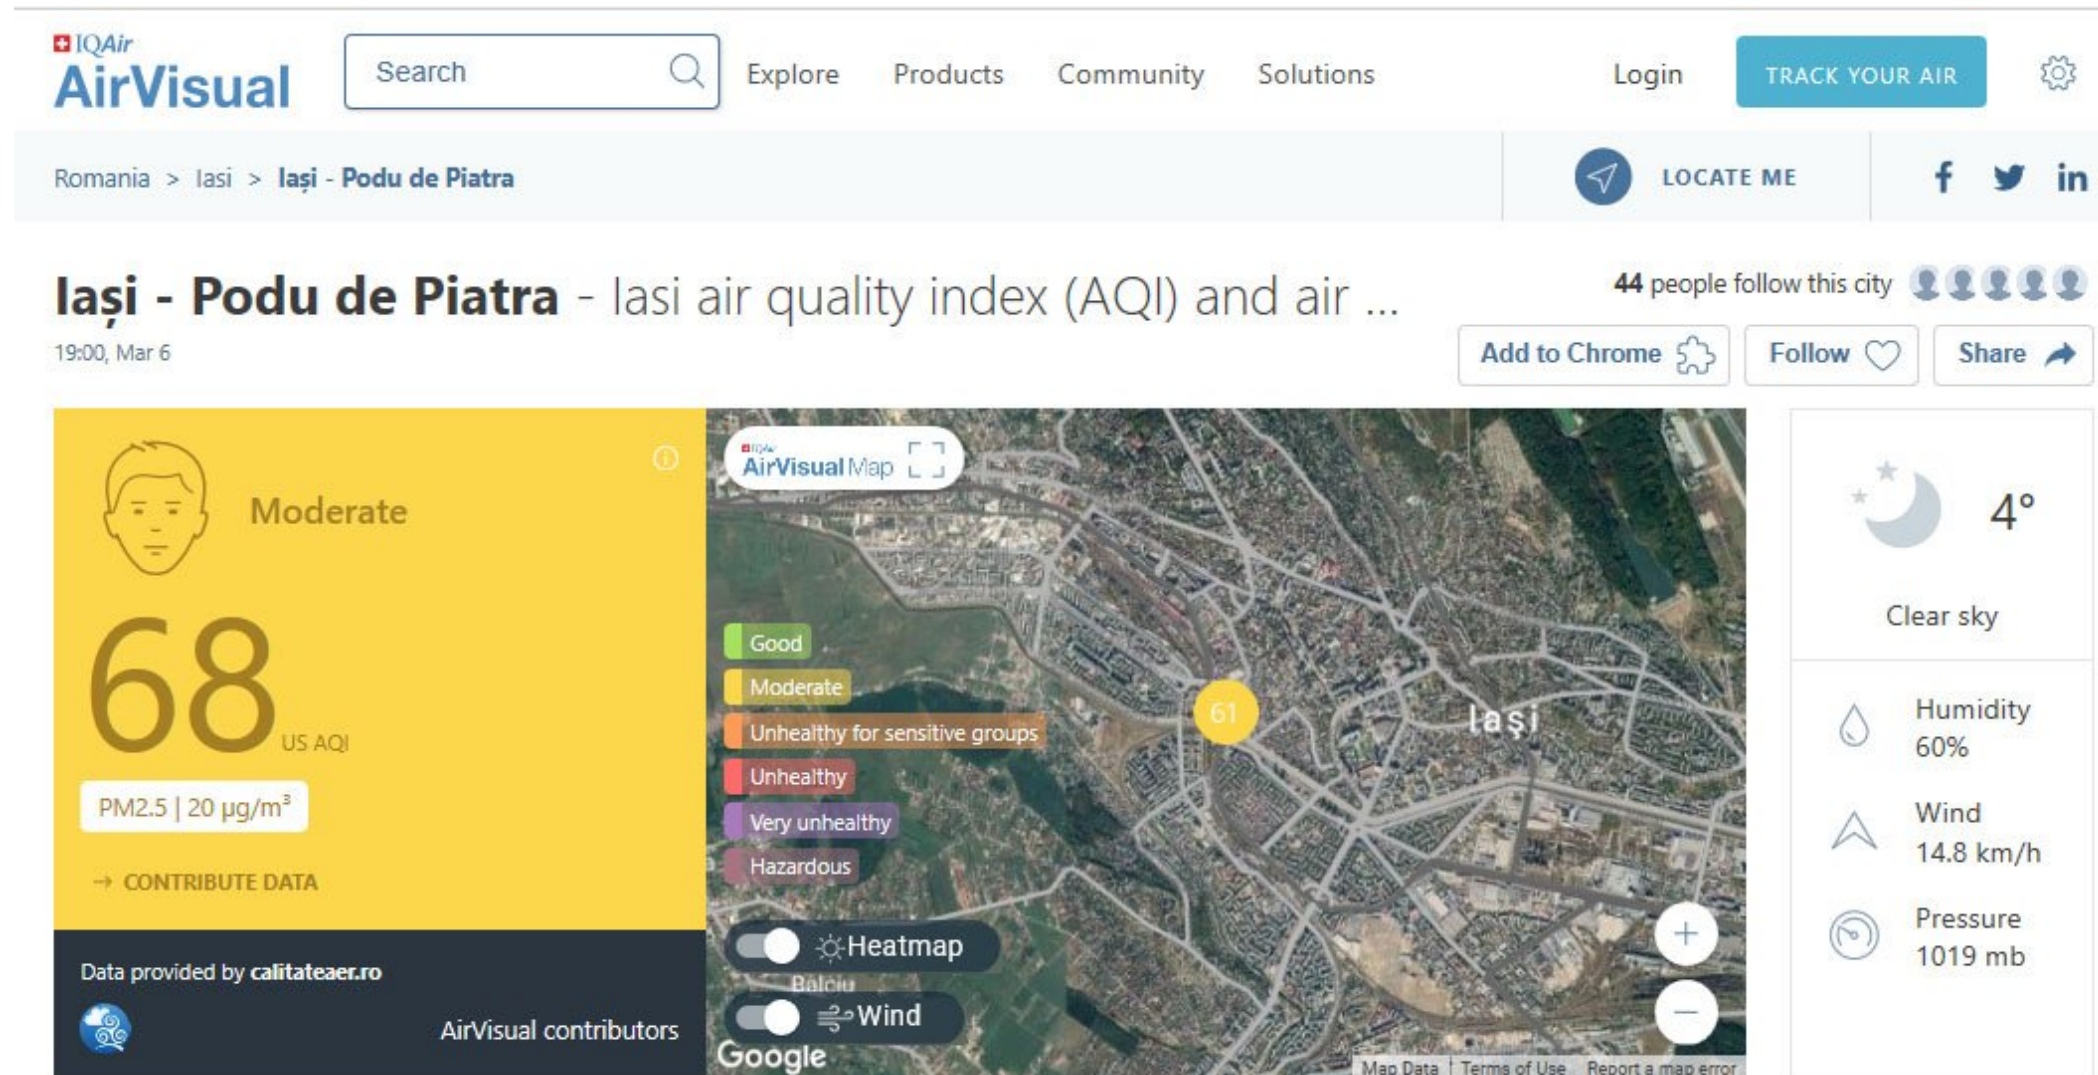 IQAir
AirVisual
Search
Explore
Products
Community
Solutions
Login
TRACK YOUR AIR
Romania > Iasi > Iași - Podu de Piatra
LOCATE ME
Iași - Podu de Piatra - Iasi air quality index (AQI) and air ...
19:00, Mar 6
44 people follow this city
Add to Chrome
Follow
Share
Moderate
68
US AQI
PM2.5 | 20 µg/m³
→ CONTRIBUTE DATA
Data provided by calitateaer.ro
AirVisual contributors
IQAir
AirVisual Map
Good
Moderate
Unhealthy for sensitive groups
Unhealthy
Very unhealthy
Hazardous
61
Iași
Heatmap
Balciu
Wind
Google
Map Data
Terms of Use
Report a map error
4°
Clear sky
Humidity
60%
Wind
14.8 km/h
Pressure
1019 mb